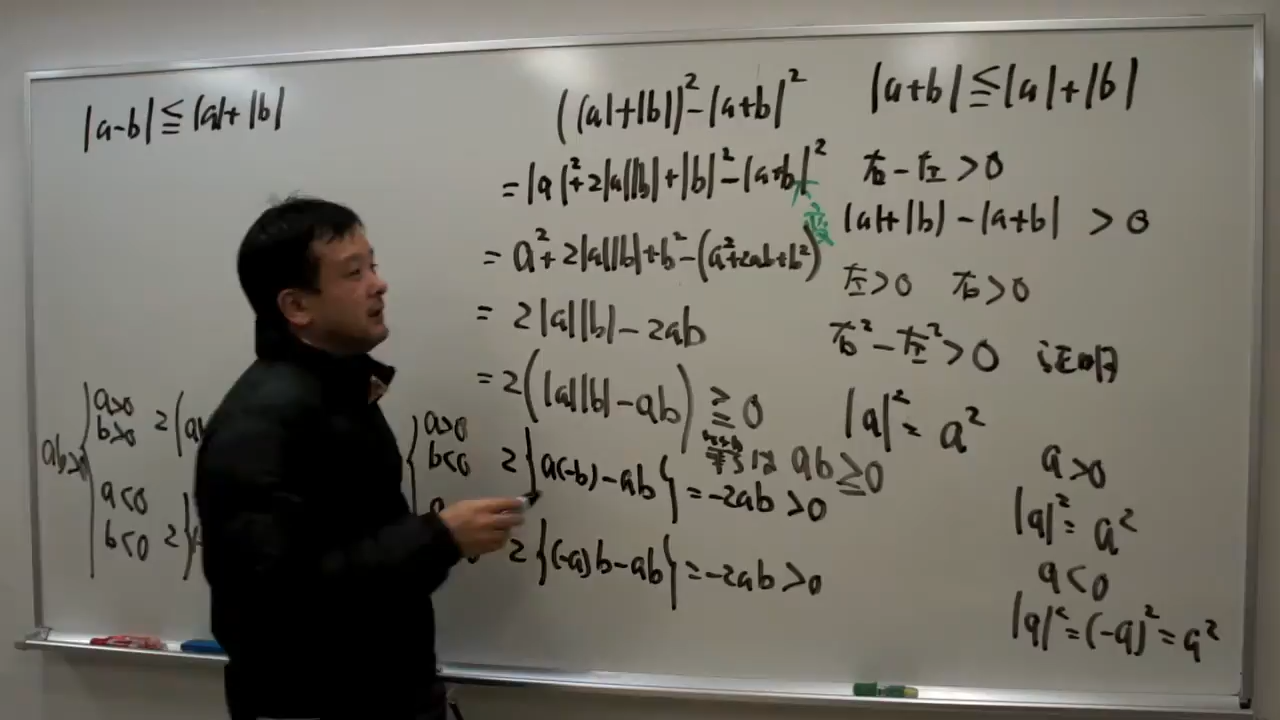 |a-b|≦|a|+|b|
(|a|+|b|)²-|a+b|²
=|a|²+2|a||b|+|b|²-|a+b|²
=a²+2|a||b|+b²-(a²+2ab+b²)
=2|a||b|-2ab
=2(|a||b|-ab)≧0
ab≧0
|a+b|≦|a|+|b|
右-左>0
|a|+|b|-|a+b|>0
左>0 右>0
右²-左²>0 証明
|a|²=a²
a>0
|a|²=a²
a<0
|a|²=(-a)²=a²
a>0
b>0
a<0
b<0 2{
a>0
b<0 2{a(-b)-ab}=-2ab>0
2{(-a)b-ab}=-2ab>0